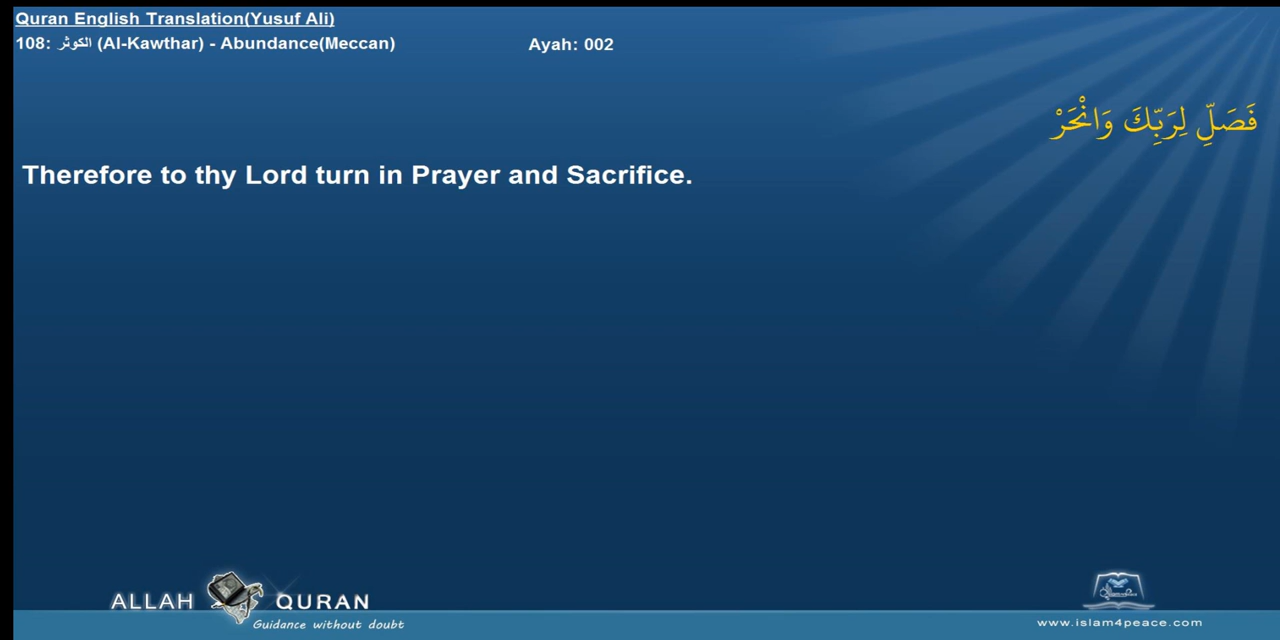 Quran English Translation(Yusuf Ali)
108: الكوثر (Al-Kawthar) - Abundance(Meccan) Ayah: 002
فَصَلِّ لِرَبِّكَ وَانْحَرْ
Therefore to thy Lord turn in Prayer and Sacrifice.
ALLAH QURAN
Guidance without doubt
www.islam4peace.com